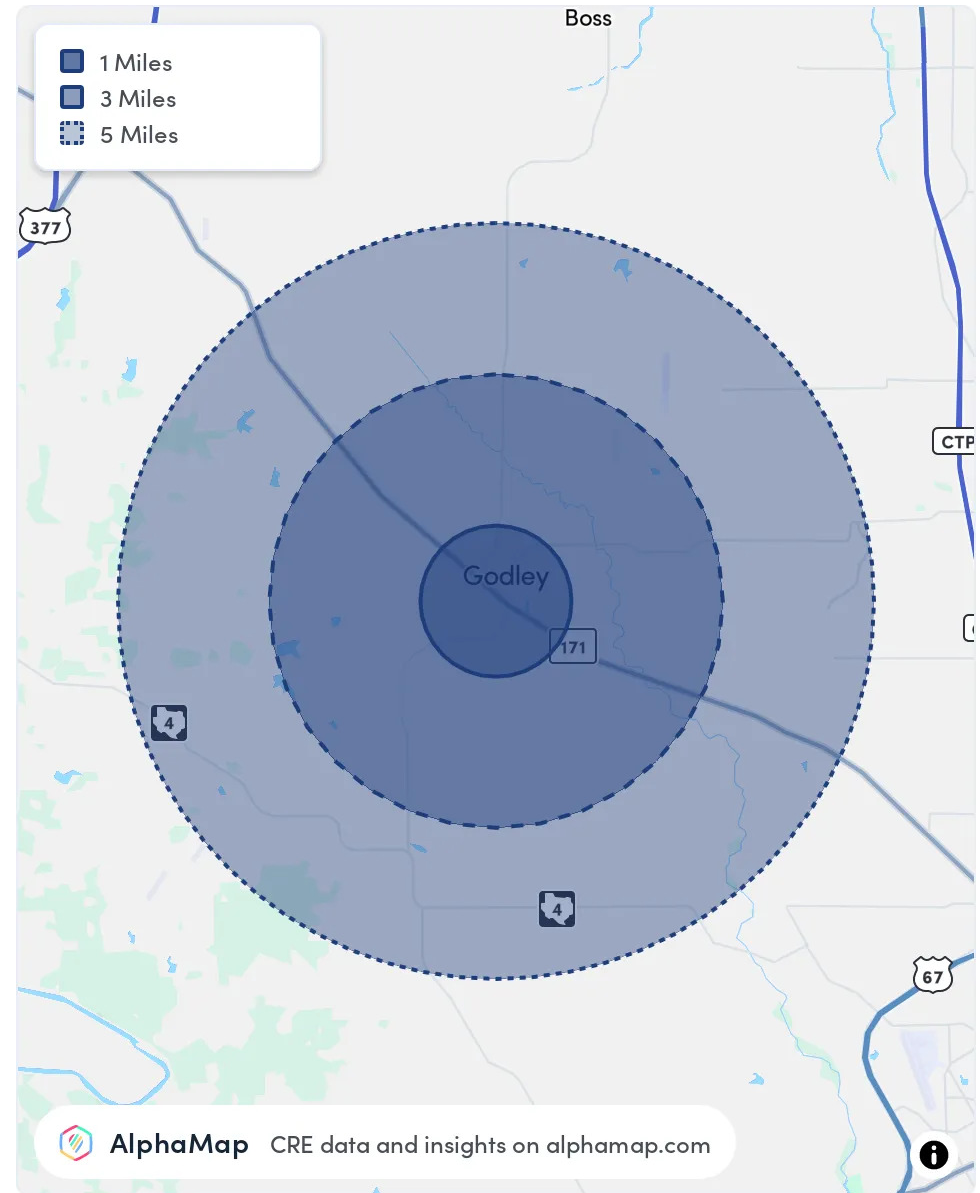 Boss
1 Miles
3 Miles
5 Miles
377
CTP
Godley
171
4
4
67
AlphaMap CRE data and insights on alphamap.com